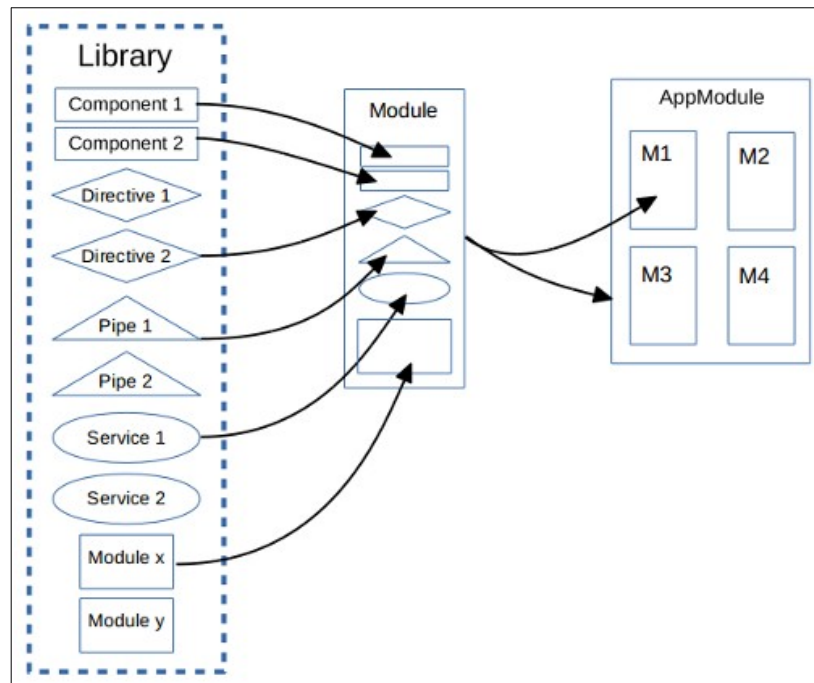 Library
Component 1
Component 2
Directive 1
Directive 2
Pipe 1
Pipe 2
Service 1
Service 2
Module x
Module y
Module
AppModule
M1
M2
M3
M4